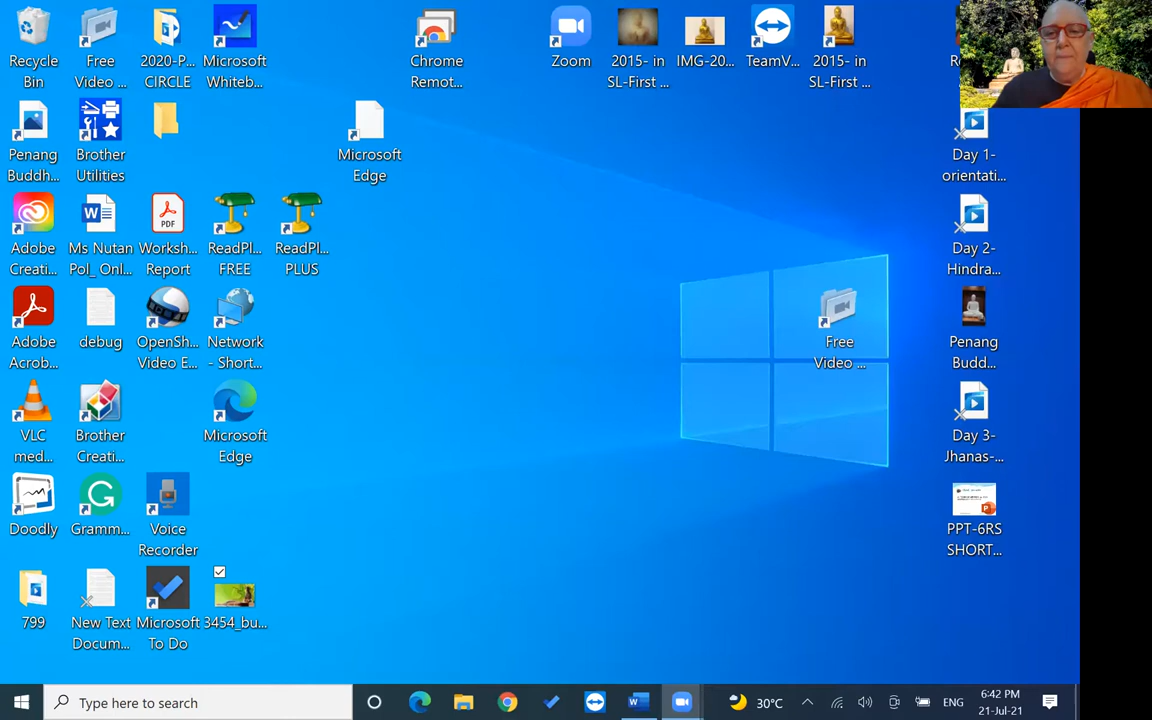 Recycle
Bin
Free
Video ...
2020-P...
CIRCLE
Microsoft
Whiteb...
Chrome
Remot...
Zoom
2015- in
SL-First ...
IMG-20...
TeamV...
2015- in
SL-First ...
Penang
Buddh...
Brother
Utilities
Microsoft
Edge
Day 1-
orientati...
Adobe
Creati...
Ms Nutan
Pol_ Onl...
PDF
Worksh...
Report
ReadPl...
FREE
ReadPl...
PLUS
Day 2-
Hindra...
Adobe
Acrob...
debug
OpenSh...
Video E...
Network
- Short...
Free
Video ...
Penang
Budd...
VLC
med...
Brother
Creati...
Microsoft
Edge
Day 3-
Jhanas-...
Doodly
Gramm...
Voice
Recorder
PPT-6RS
SHORT...
799
New Text
Docum...
Microsoft
To Do
3454_bu...
Type here to search
30°C
ENG
6:42 PM
21-Jul-21